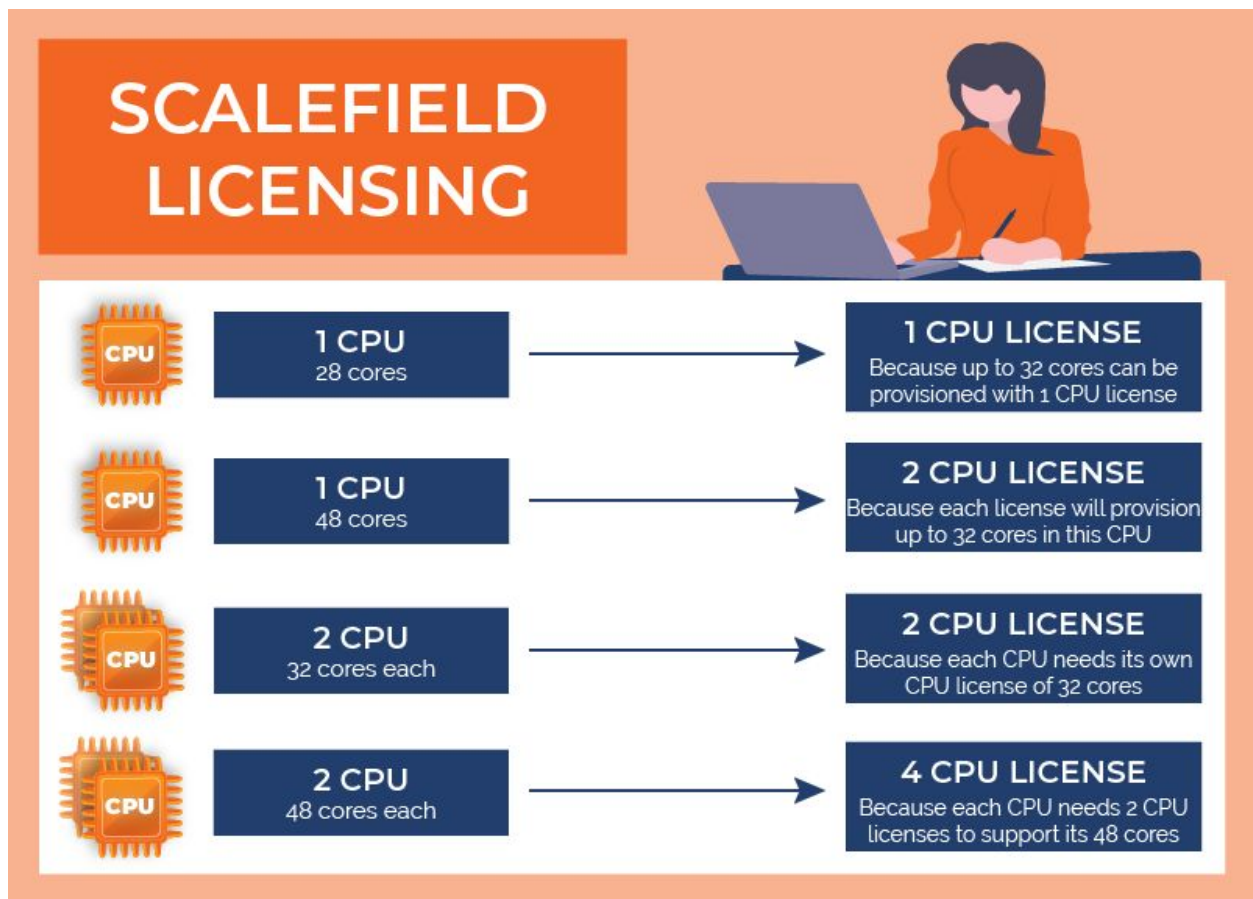 SCALEFIELD
LICENSING
CPU
1 CPU
28 cores
1 CPU LICENSE
Because up to 32 cores can be
provisioned with 1 CPU license
CPU
1 CPU
48 cores
2 CPU LICENSE
Because each license will provision
up to 32 cores in this CPU
CPU
2 CPU
32 cores each
2 CPU LICENSE
Because each CPU needs its own
CPU license of 32 cores
CPU
2 CPU
48 cores each
4 CPU LICENSE
Because each CPU needs 2 CPU
licenses to support its 48 cores